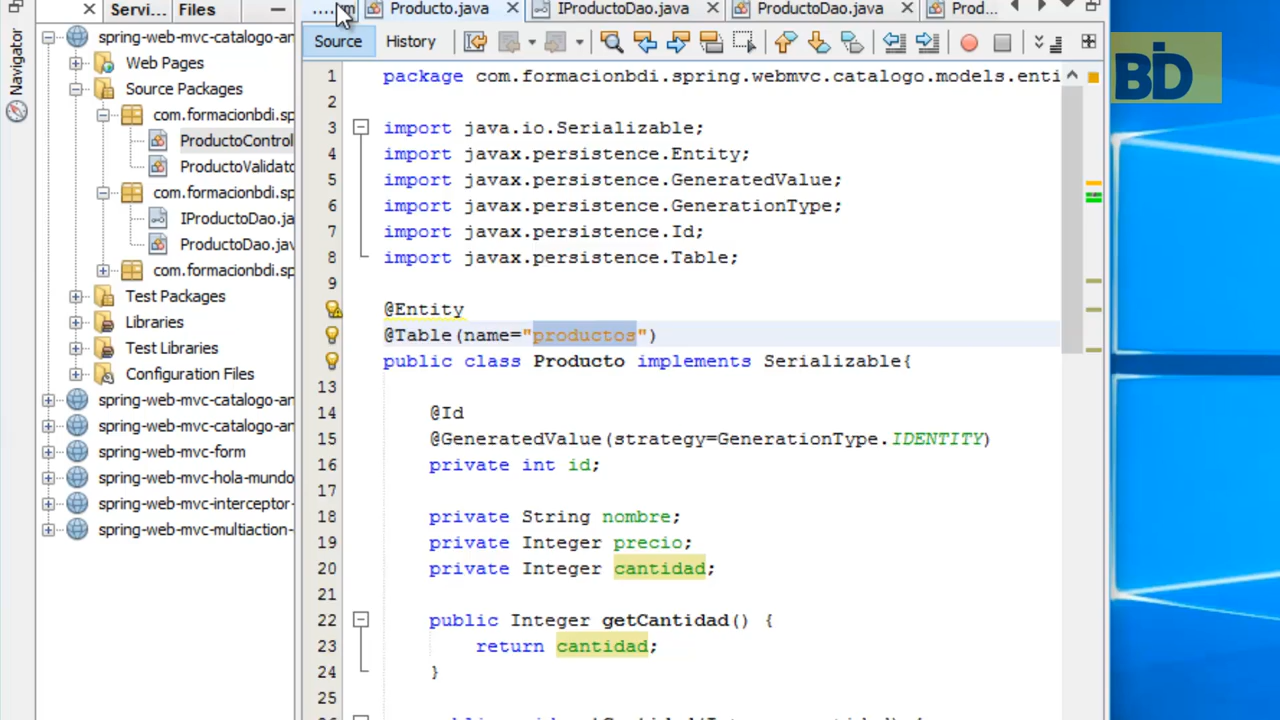 Servi... Files
.... m Producto.java IProductoDao.java ProductoDao.java Prod...
Navigator
Source History
BDI
spring-web-mvc-catalogo-an
Web Pages
Source Packages
com.formacionbdi.sp
ProductoControl
ProductoValidato
com.formacionbdi.sp
IProductoDao.ja
ProductoDao.jav
com.formacionbdi.sp
Test Packages
Libraries
Test Libraries
Configuration Files
spring-web-mvc-catalogo-an
spring-web-mvc-catalogo-an
spring-web-mvc-form
spring-web-mvc-hola-mundo
spring-web-mvc-interceptor-
spring-web-mvc-multiaction-
1 package com.formacionbdi.spring.webmvc.catalogo.models.enti
2
3 import java.io.Serializable;
4 import javax.persistence.Entity;
5 import javax.persistence.GeneratedValue;
6 import javax.persistence.GenerationType;
7 import javax.persistence.Id;
8 import javax.persistence.Table;
9
@Entity
@Table(name="productos")
public class Producto implements Serializable{
13
14 @Id
15 @GeneratedValue(strategy=GenerationType.IDENTITY)
16 private int id;
17
18 private String nombre;
19 private Integer precio;
20 private Integer cantidad;
21
22 public Integer getCantidad() {
23 return cantidad;
24 }
25